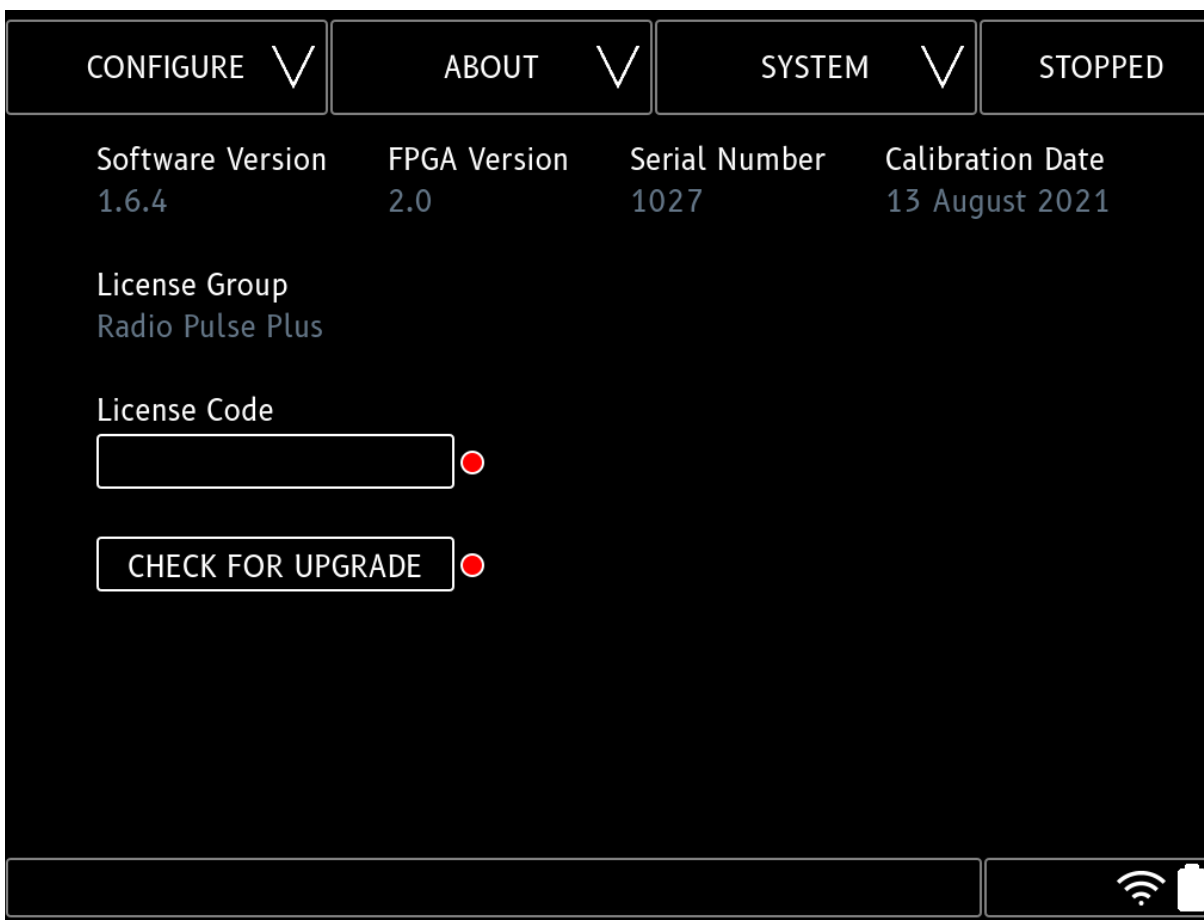 CONFIGURE ABOUT SYSTEM STOPPED
Software Version FPGA Version Serial Number Calibration Date
1.6.4 2.0 1027 13 August 2021
License Group
Radio Pulse Plus
License Code
CHECK FOR UPGRADE